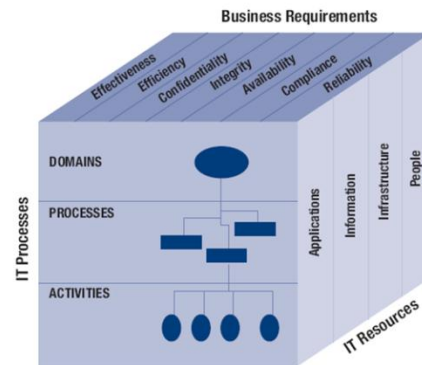 Business Requirements
Effectiveness
Efficiency
Confidentiality
Integrity
Availability
Compliance
Reliability
IT Processes
DOMAINS
PROCESSES
ACTIVITIES
Applications
Information
Infrastructure
People
IT Resources